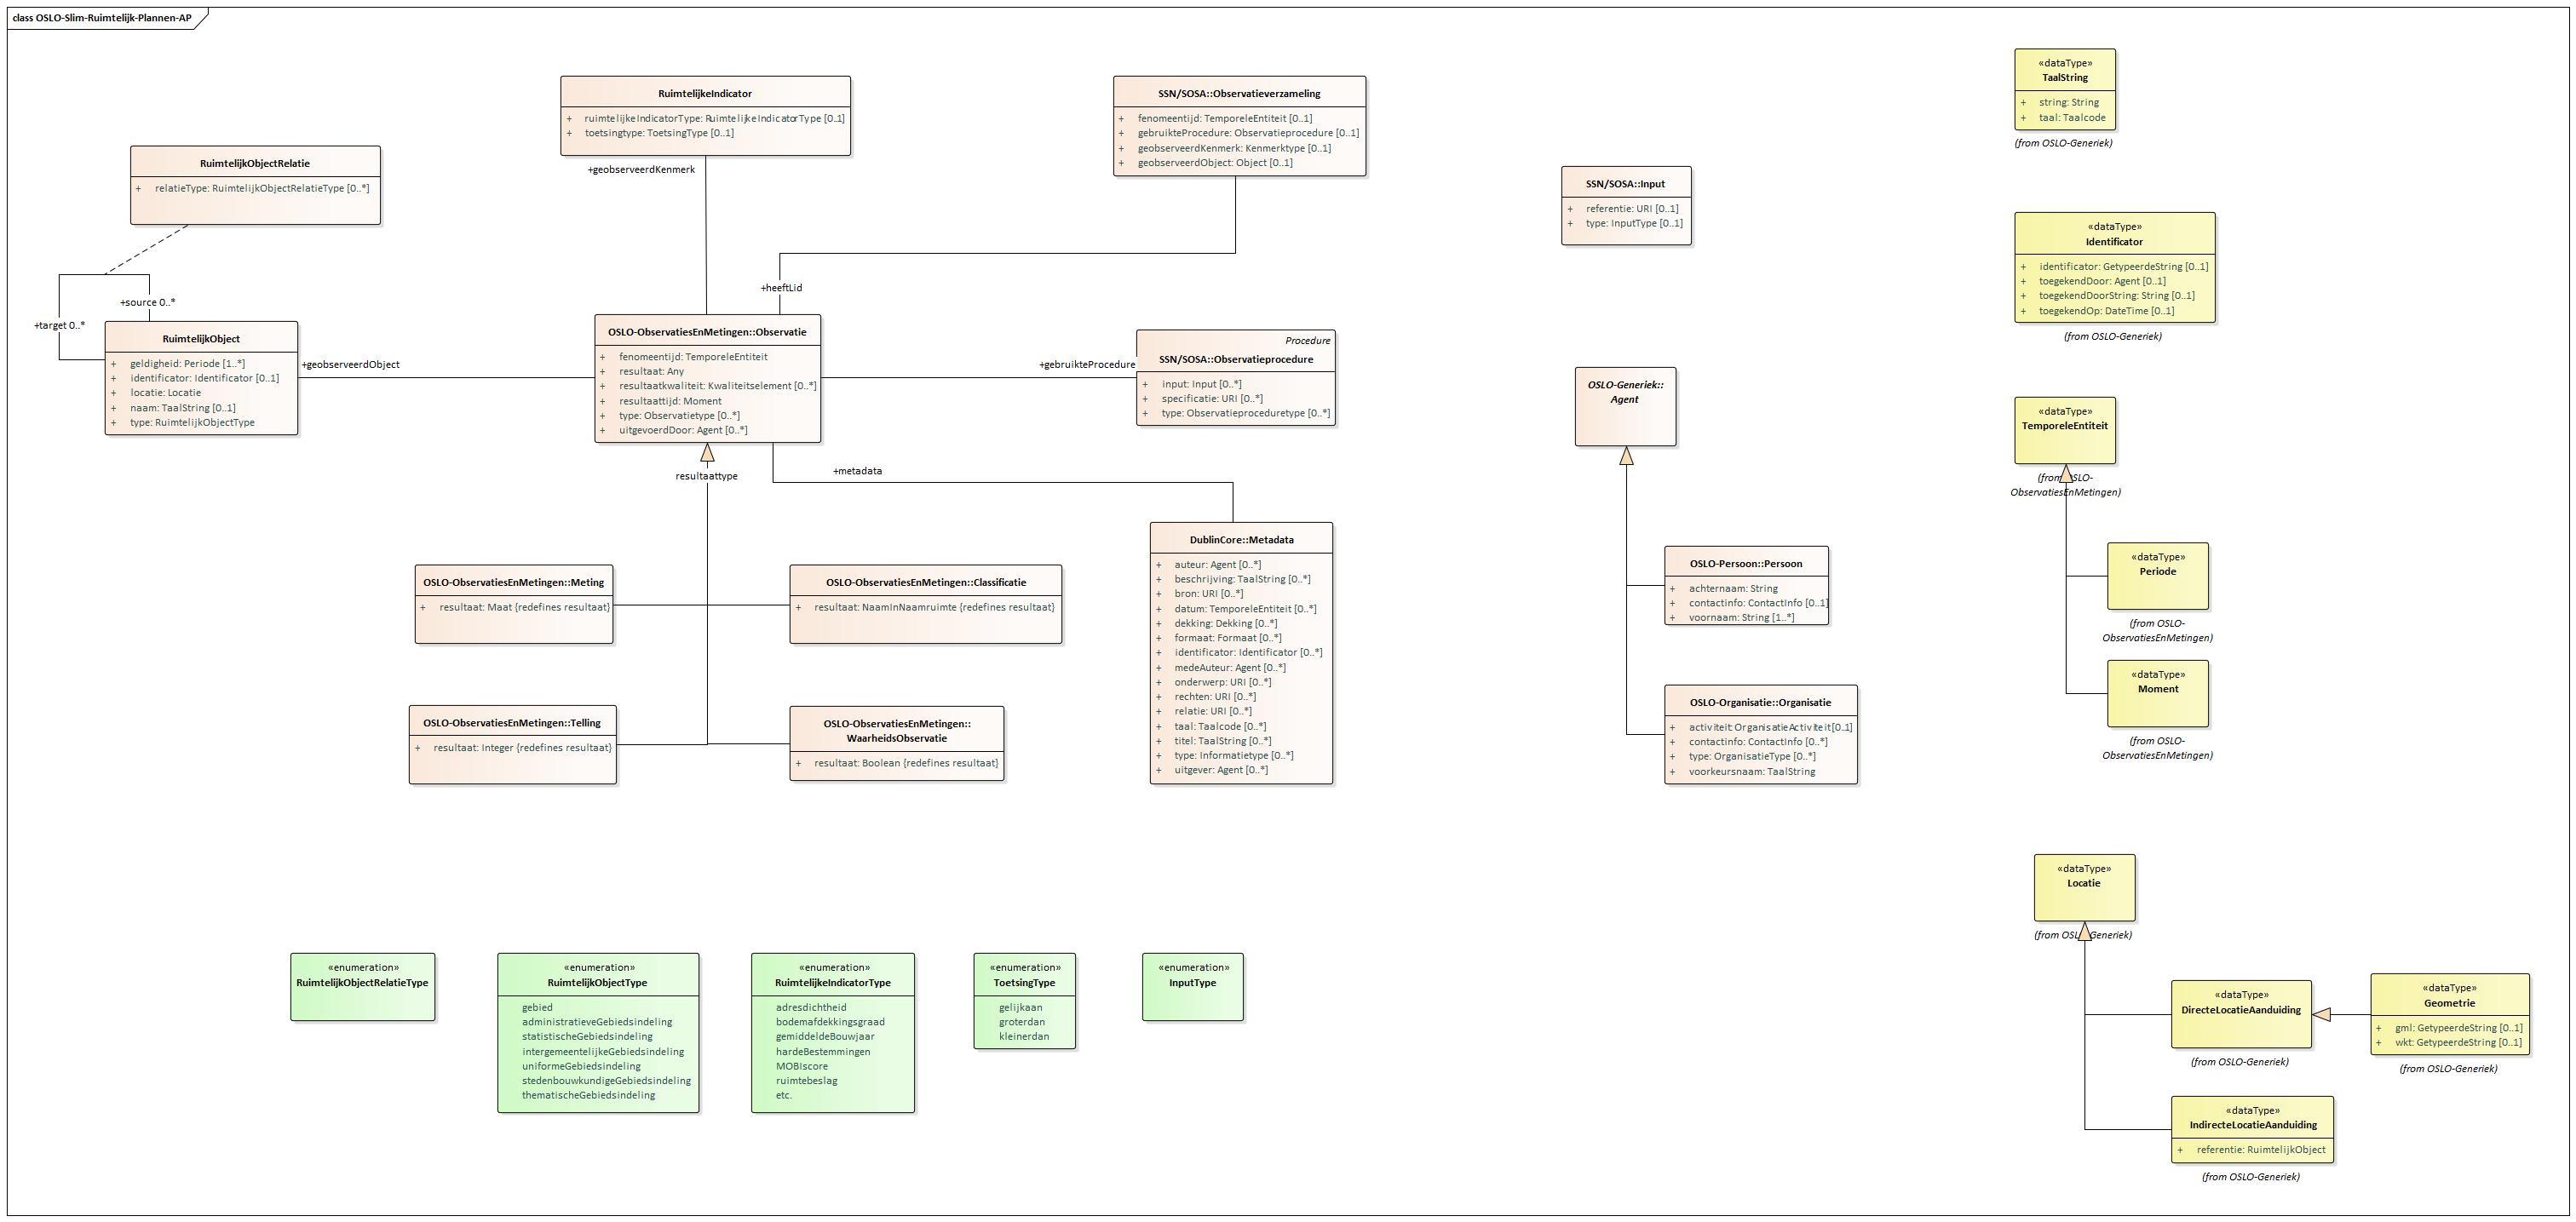 class OSLO-Slim-Ruimtelijk-Plannen-AP
RuimtelijkObjectRelatie
+ relatieType: RuimtelijkObjectRelatieType [0..*]
+source 0..*
+target 0..*
RuimtelijkObject
+ geldigheid: Periode [1..*]
+ identificator: Identificator [0..1]
+ locatie: Locatie
+ naam: TaalString [0..1]
+ type: RuimtelijkObjectType
+geobserveerdObject
RuimtelijkeIndicator
+ ruimtelijkeIndicatorType: RuimtelijkeIndicatorType [0..1]
+ toetsingtype: ToetsingType [0..1]
+geobserveerdKenmerk
SSN/SOSA::Observatieverzameling
+ fenomeentijd: TemporeleEntiteit [0..1]
+ gebruikteProcedure: Observatieprocedure [0..1]
+ geobserveerdKenmerk: Kenmerktype [0..1]
+ geobserveerdObject: Object [0..1]
+heeftLid
OSLO-ObservatiesEnMetingen::Observatie
+ fenomeentijd: TemporeleEntiteit
+ resultaat: Any
+ resultaatkwaliteit: Kwaliteitselement [0..*]
+ resultaattijd: Moment
+ type: Observatietype [0..*]
+ uitgevoerdDoor: Agent [0..*]
+gebruikteProcedure
Procedure
SSN/SOSA::Observatieprocedure
+ input: Input [0..*]
+ specificatie: URI [0..*]
+ type: Observatieproceduretype [0..*]
resultaattype
+metadata
OSLO-ObservatiesEnMetingen::Meting
+ resultaat: Maat {redefines resultaat}
OSLO-ObservatiesEnMetingen::Classificatie
+ resultaat: NaamInNaamruimte {redefines resultaat}
OSLO-ObservatiesEnMetingen::Telling
+ resultaat: Integer {redefines resultaat}
OSLO-ObservatiesEnMetingen::
WaarheidsObservatie
+ resultaat: Boolean {redefines resultaat}
DublinCore::Metadata
+ auteur: Agent [0..*]
+ beschrijving: TaalString [0..*]
+ bron: URI [0..*]
+ datum: TemporeleEntiteit [0..*]
+ dekking: Dekking [0..*]
+ formaat: Formaat [0..*]
+ identificator: Identificator [0..*]
+ medeAuteur: Agent [0..*]
+ onderwerp: URI [0..*]
+ rechten: URI [0..*]
+ relatie: URI [0..*]
+ taal: Taalcode [0..*]
+ titel: TaalString [0..*]
+ type: Informatietype [0..*]
+ uitgever: Agent [0..*]
SSN/SOSA::Input
+ referentie: URI [0..1]
+ type: InputType [0..1]
OSLO-Generiek::
Agent
OSLO-Persoon::Persoon
+ achternaam: String
+ contactinfo: ContactInfo [0..1]
+ voornaam: String [1..*]
OSLO-Organisatie::Organisatie
+ activiteit: OrganisatieActiviteit[0..1]
+ contactinfo: ContactInfo [0..*]
+ type: OrganisatieType [0..*]
+ voorkeursnaam: TaalString
«dataType»
TaalString
+ string: String
+ taal: Taalcode
(from OSLO-Generiek)
«dataType»
Identificator
+ identificator: GetypeerdeString [0..1]
+ toegekendDoor: Agent [0..1]
+ toegekendDoorString: String [0..1]
+ toegekendOp: DateTime [0..1]
(from OSLO-Generiek)
«dataType»
TemporeleEntiteit
(from OSLO-
ObservatiesEnMetingen)
«dataType»
Periode
(from OSLO-
ObservatiesEnMetingen)
«dataType»
Moment
(from OSLO-
ObservatiesEnMetingen)
«dataType»
Locatie
(from OSLO-Generiek)
«dataType»
DirecteLocatieAanduiding
(from OSLO-Generiek)
«dataType»
Geometrie
+ gml: GetypeerdeString [0..1]
+ wkt: GetypeerdeString [0..1]
(from OSLO-Generiek)
«dataType»
IndirecteLocatieAanduiding
+ referentie: RuimtelijkObject
(from OSLO-Generiek)
«enumeration»
RuimtelijkObjectRelatieType
«enumeration»
RuimtelijkObjectType
gebied
administratieveGebiedsindeling
statistischeGebiedsindeling
intergemeentelijkeGebiedsindeling
uniformeGebiedsindeling
stedenbouwkundigeGebiedsindeling
thematischeGebiedsindeling
«enumeration»
RuimtelijkeIndicatorType
adresdichtheid
bodemafdekkingsgraad
gemiddeldeBouwjaar
hardeBestemmingen
MOBIscore
ruimtebeslag
etc.
«enumeration»
ToetsingType
gelijkaan
groterdan
kleinerdan
«enumeration»
InputType